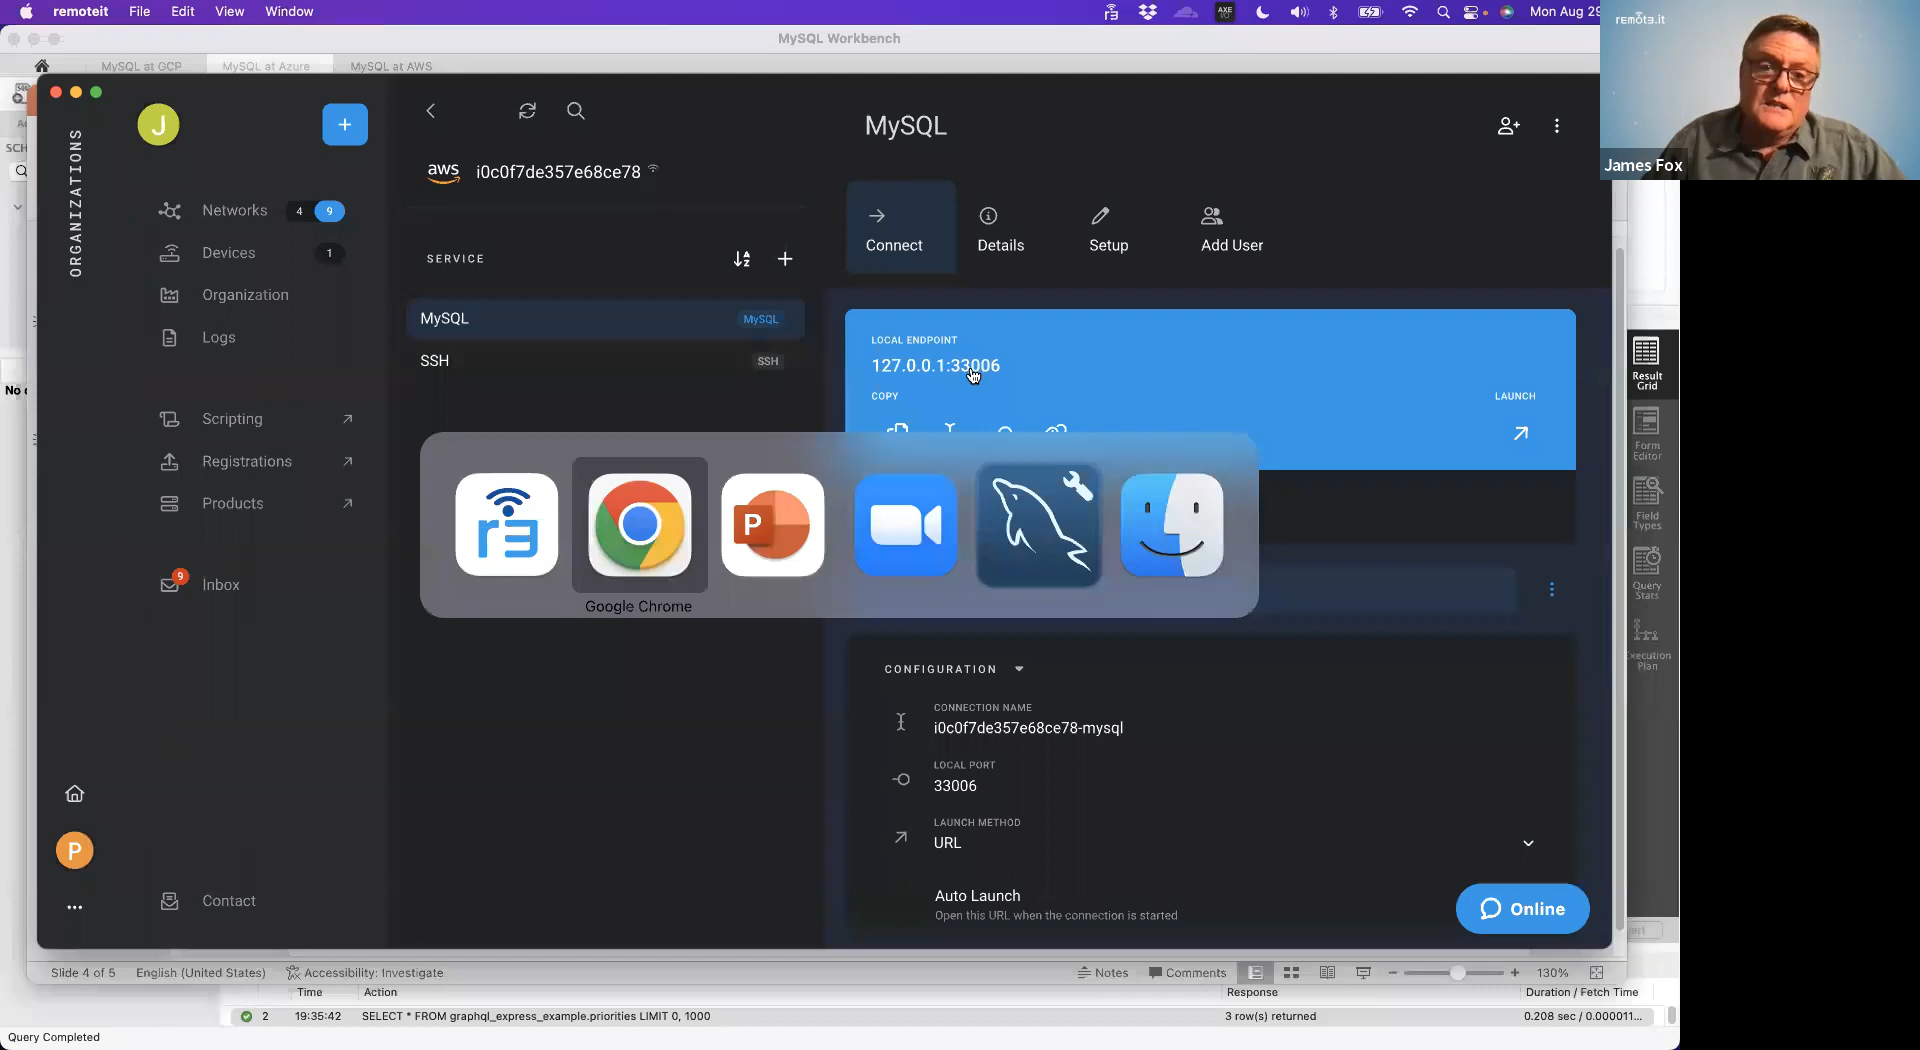 remoteit File Edit View Window
AXE
I/O
Mon Aug 29
MySQL Workbench
MySQL at GCP MySQL at Azure MySQL at AWS
remote.it
James Fox
SCH
No
ORGANIZATIONS
J
+
Networks 4 9
Devices 1
Organization
Logs
Scripting
Registrations
Products
9
Inbox
P
...
Contact
aws i0c0f7de357e68ce78
SERVICE
MySQL MySQL
SSH SSH
MySQL
Connect
Details
Setup
Add User
LOCAL ENDPOINT
127.0.0.1:33006
COPY
LAUNCH
r3
P
Google Chrome
CONFIGURATION
CONNECTION NAME
i0c0f7de357e68ce78-mysql
LOCAL PORT
33006
LAUNCH METHOD
URL
Auto Launch
Open this URL when the connection is started
Online
Result
Grid
Form
Editor
Field
Types
Query
Stats
Execution
Plan
Slide 4 of 5 English (United States) Accessibility: Investigate Notes Comments 130%
Time Action Response Duration / Fetch Time
2 19:35:42 SELECT * FROM graphql_express_example.priorities LIMIT 0, 1000 3 row(s) returned 0.208 sec / 0.000011...
Query Completed